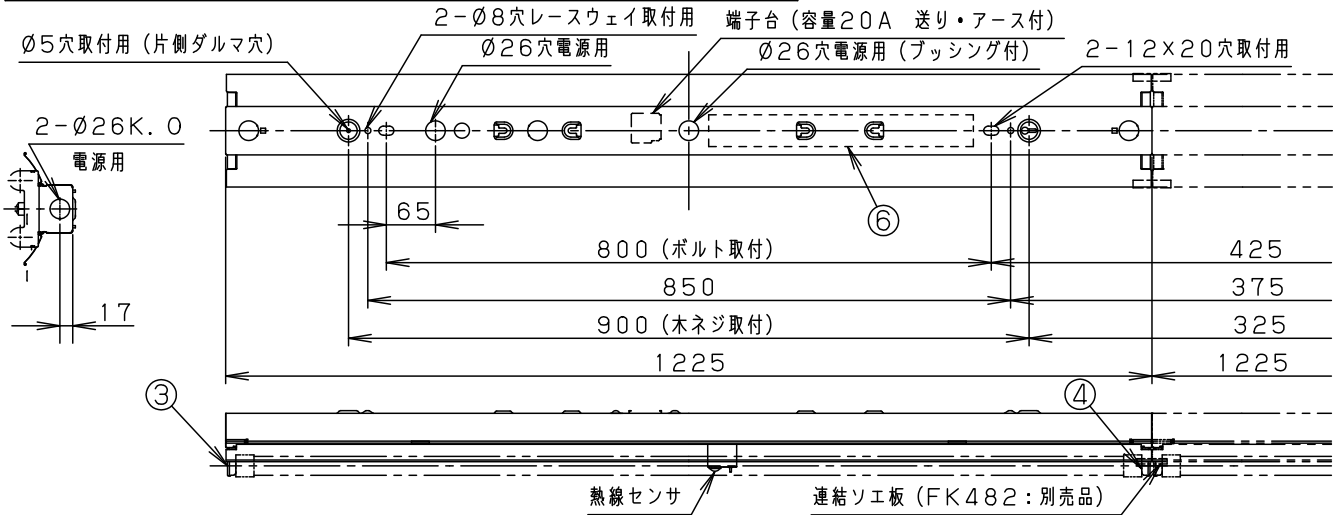 2-Ø8穴レースウェイ取付用
端子台（容量20A 送り・アース付）
Ø5穴取付用（片側ダルマ穴）
Ø26穴電源用
Ø26穴電源用（ブッシング付）
2-12×20穴取付用
2-Ø26K.O
電源用
65
⑥
800（ボルト取付）
425
850
375
17
900（木ネジ取付）
325
1225
1225
③
④
熱線センサ
連結ソエ板（FK482：別売品）